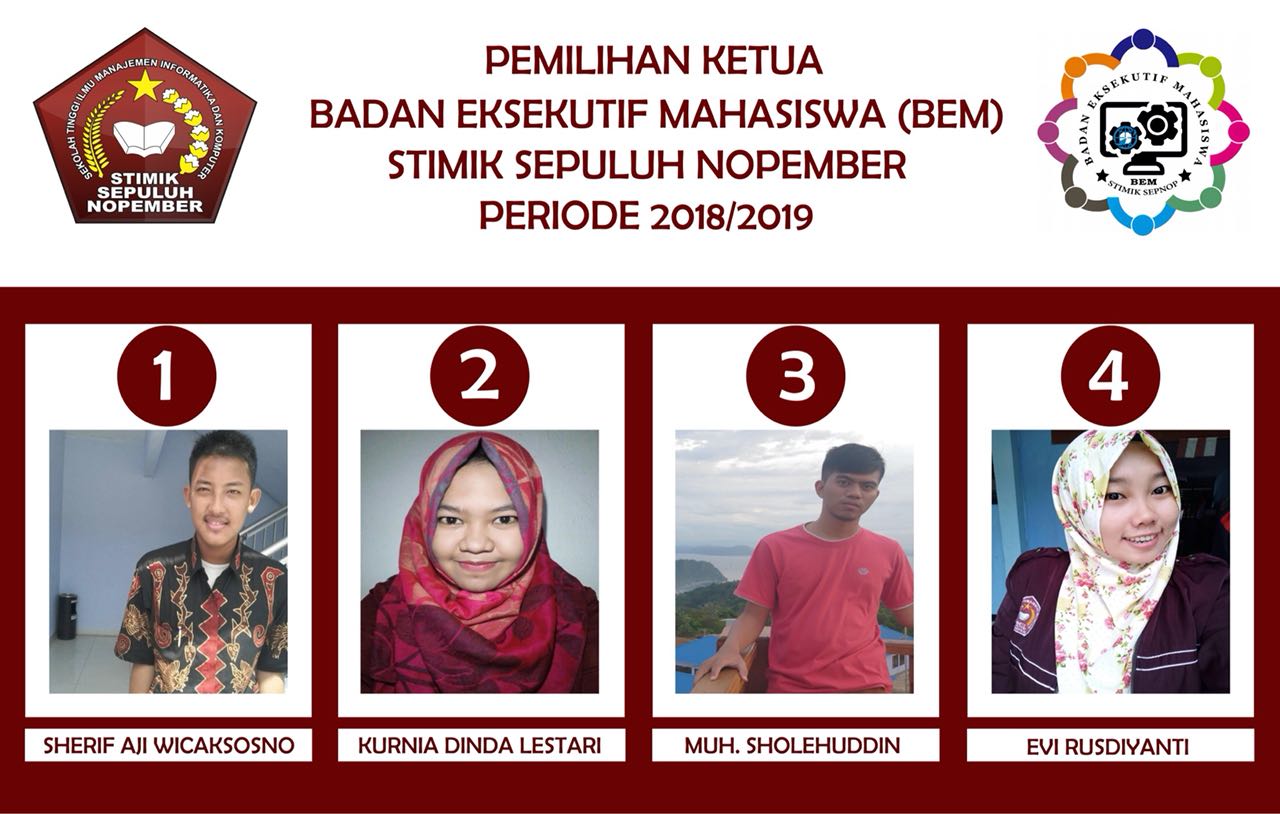 SEKOLAH TINGGI ILMU MANAJEMEN INFORMATIKA DAN KOMPUTER
STIMIK
SEPULUH
NOPEMBER
PEMILIHAN KETUA
BADAN EKSEKUTIF MAHASISWA (BEM)
STIMIK SEPULUH NOPEMBER
PERIODE 2018/2019
BADAN EKSEKUTIF MAHASISWA
BEM
STIMIK SEPNOP
1
2
3
4
SHERIF AJI WICAKSOSNO
KURNIA DINDA LESTARI
MUH. SHOLEHUDDIN
EVI RUSDIYANTI